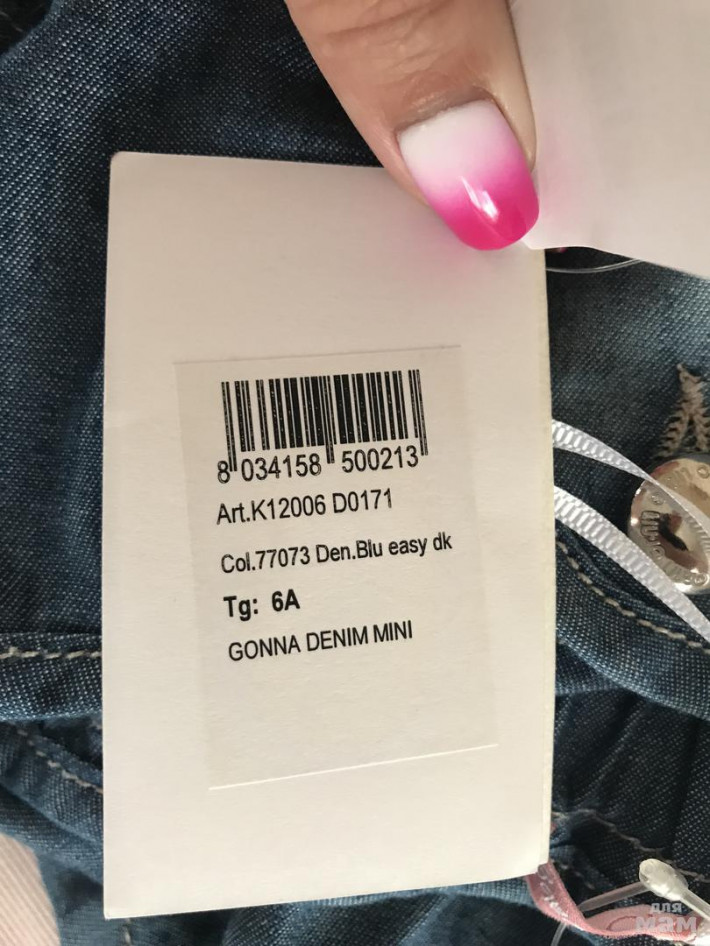 8 034158 500213
Art.K12006 D0171
Col.77073 Den.Blu easy dk
Tg: 6A
GONNA DENIM MINI
для
мам